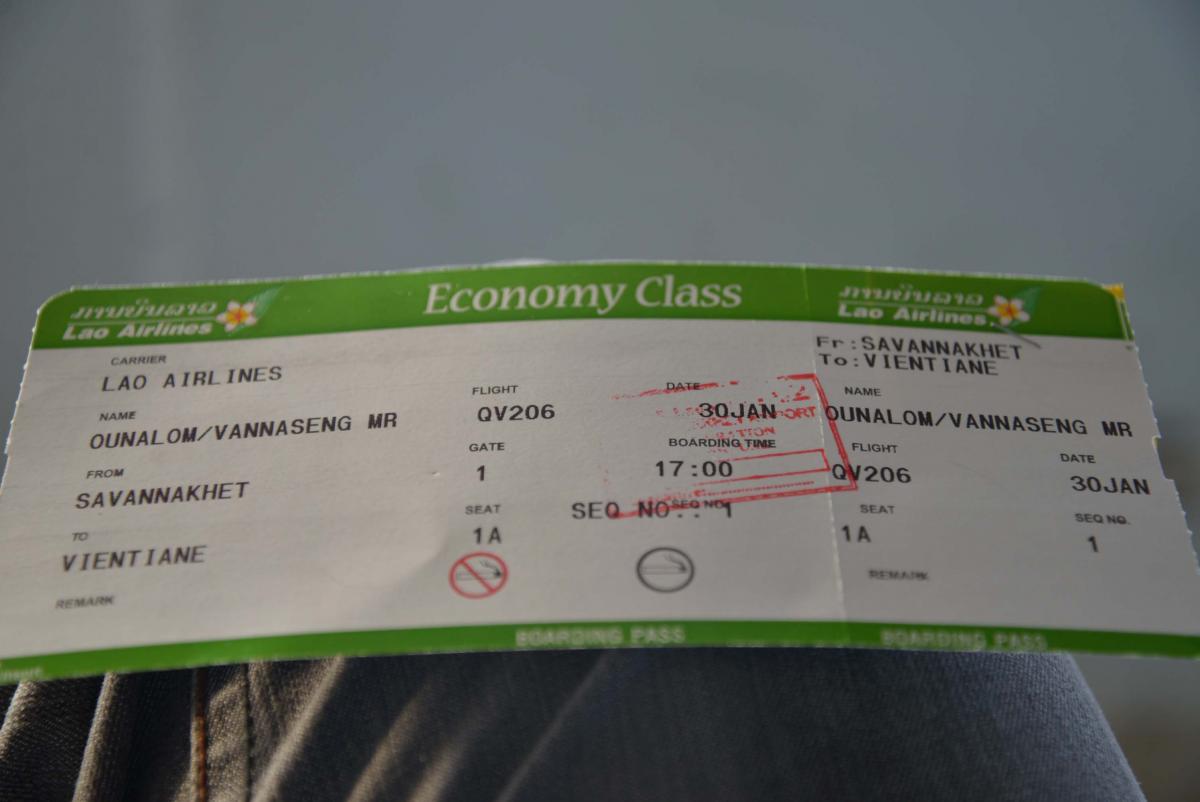 ການບິນລາວ
Lao Airlines
Economy Class
ການບິນລາວ
Lao Airlines
CARRIER
LAO AIRLINES
NAME
OUNALOM/VANNASENG MR
FROM
SAVANNAKHET
TO
VIENTIANE
REMARK
FLIGHT
QV206
GATE
1
SEAT
1A
DATE
30JAN
BOARDING TIME
17:00
SEQ NO.
SEQ NO.: 1
BOARDING PASS
Fr:SAVANNAKHET
To:VIENTIANE
NAME
OUNALOM/VANNASENG MR
FLIGHT
QV206
DATE
30JAN
SEAT
1A
SEQ NO.
1
REMARK
BOARDING PASS